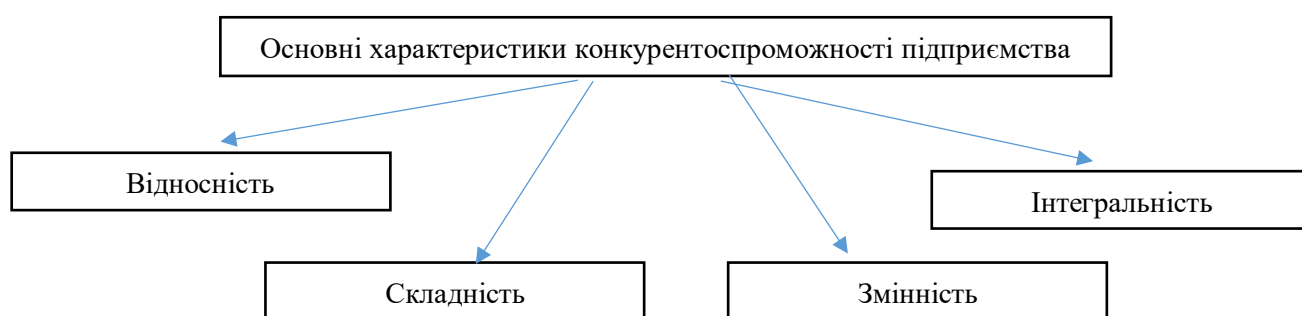 Основні характеристики конкурентоспроможності підприємства
Відносність
Інтегральність
Складність
Змінність